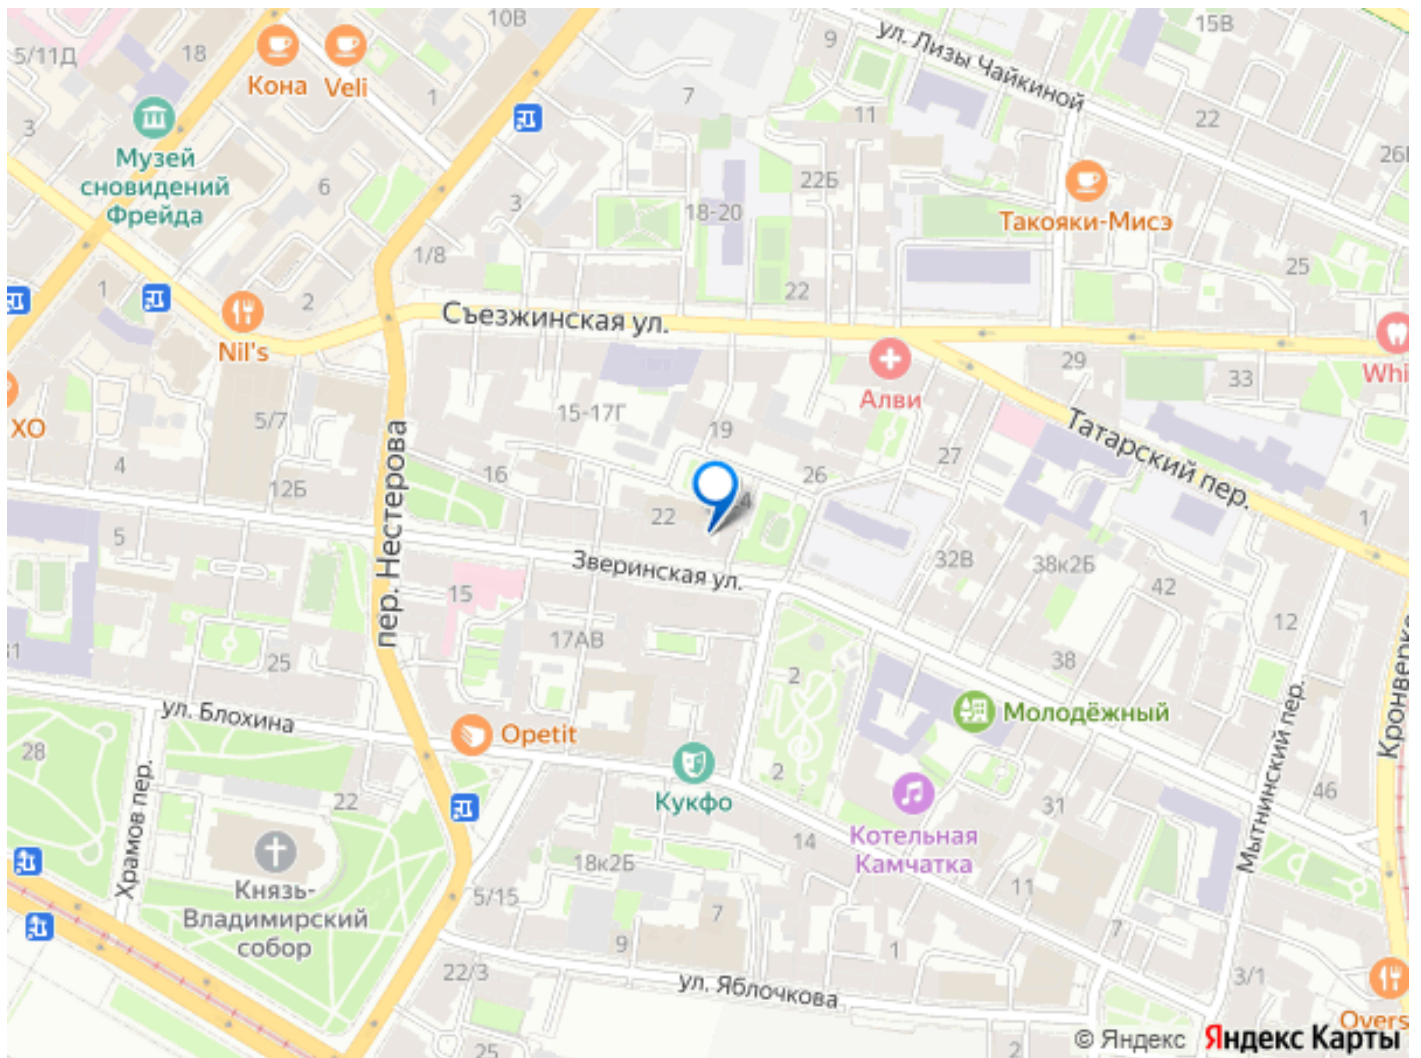 10В
15В
ул. Лизы Чайкиной
9
5/11Д
18
Кона
Veli
1
7
11
22
3
Музей
сновидений
Фрейда
6
3
22Б
18-20
Такояки-Мисэ
1/8
25
1
2
22
Съезжинская ул.
Nil's
Алви
29
33
Whi
ХО
5/7
15-17Г
19
Татарский пер.
пер. Нестерова
4
12Б
16
26
27
22
1
5
Зверинская ул.
32В
38к2Б
42
15
17АВ
12
31
25
38
2
Кронверкс
ул. Блохина
Opetit
Молодёжный
Мытнинский пер.
28
Храмов пер.
22
Кукфо
2
46
31
14
Котельная
Камчатка
Князь-
Владимирский
собор
18к2Б
5/15
11
7
9
1
7
22/3
ул. Яблочкова
3/1
Overs
25
2
© Яндекс
Яндекс Карты